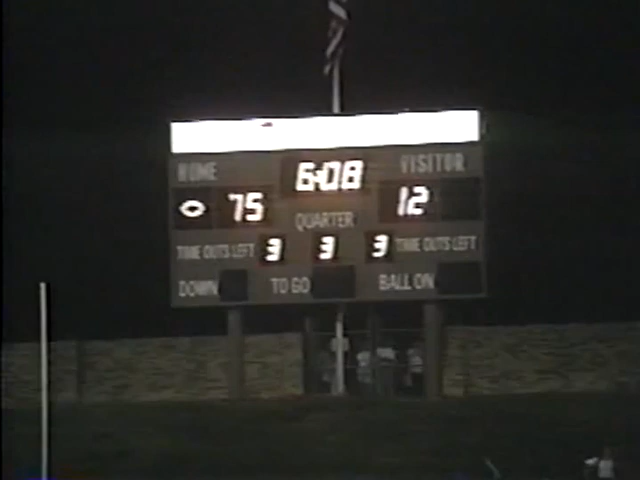 HOME 6:08 VISITOR
75 QUARTER 12
TIME OUTS LEFT 3 3 3 TIME OUTS LEFT
DOWN TO GO BALL ON